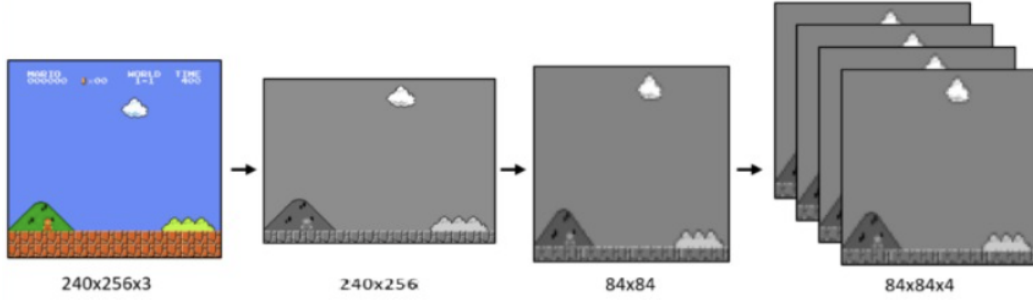 MARIO WORLD TIME
000000 x00 1-1 400
240x256x3
240x256
84x84
84x84x4